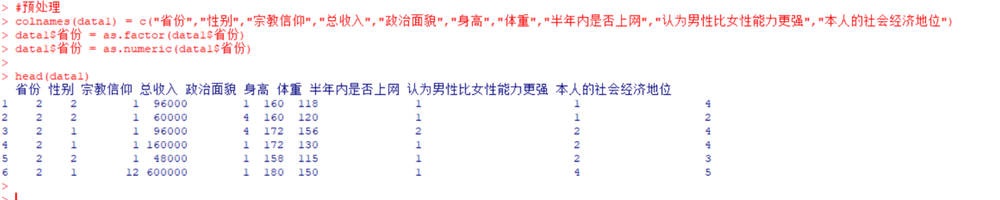 > #预处理
> colnames(data1) = c("省份","性别","宗教信仰","总收入","政治面貌","身高","体重","半年内是否上网","认为男性比女性能力更强","本人的社会经济地位")
> data1$省份 = as.factor(data1$省份)
> data1$省份 = as.numeric(data1$省份)
>
> head(data1)
省份 性别 宗教信仰 总收入 政治面貌 身高 体重 半年内是否上网 认为男性比女性能力更强 本人的社会经济地位
1 2 2 1 96000 1 160 118 1 1 4
2 2 2 1 60000 4 160 120 1 1 2
3 2 1 1 96000 4 172 156 2 2 4
4 2 1 1 160000 1 172 130 1 2 4
5 2 2 1 48000 1 158 115 1 2 3
6 2 1 12 600000 1 180 150 1 4 5
>
>